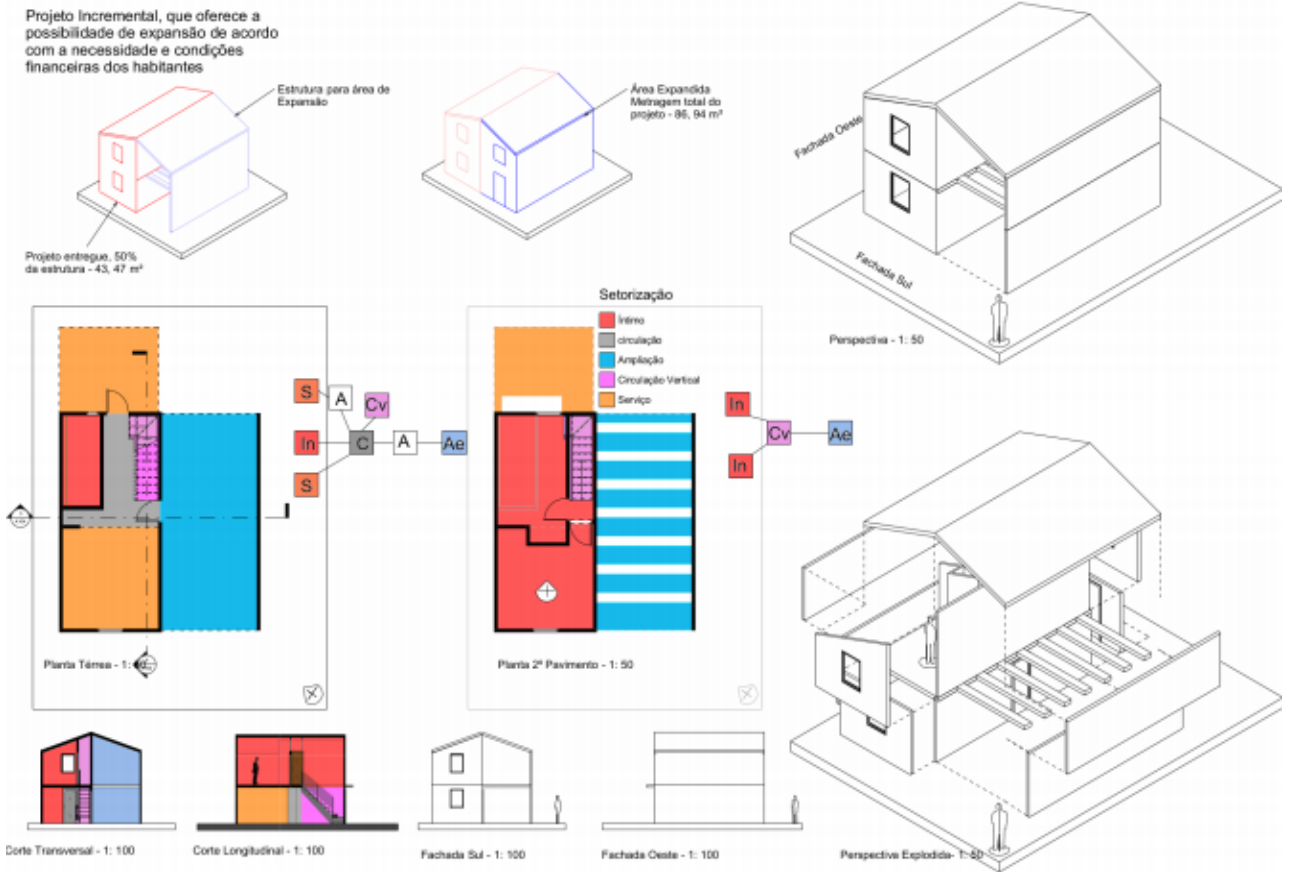 Projeto Incremental, que oferece a
possibilidade de expansão de acordo
com a necessidade e condições
financeiras dos habitantes
Estrutura para área de
Expansão
Área Expandida
Metragem total do
projeto - 86, 94 m²
Projeto entregue, 50%
da estrutura - 43, 47 m²
Fachada Oeste
Fachada Sul
Perspectiva - 1: 50
Setorização
Íntimo
circulação
Ampliação
Circulação Vertical
Serviço
S
A
Cv
In
C
A
Ae
S
In
Cv
Ae
In
Planta Térrea - 1:
Planta 2º Pavimento - 1: 50
Corte Transversal - 1: 100
Corte Longitudinal - 1: 100
Fachada Sul - 1: 100
Fachada Oeste - 1: 100
Perspectiva Explodida- 1: 50